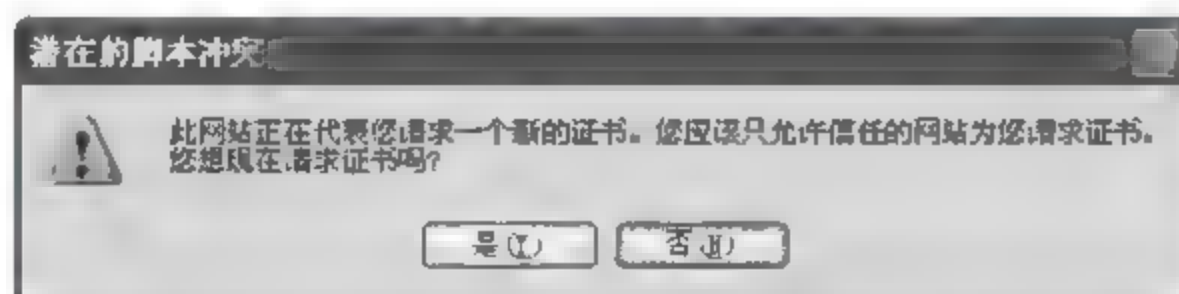 潜在的脚本冲突
此网站正在代表您请求一个新的证书。您应该只允许信任的网站为您请求证书。
您想现在请求证书吗?
是(Y) 否(N)